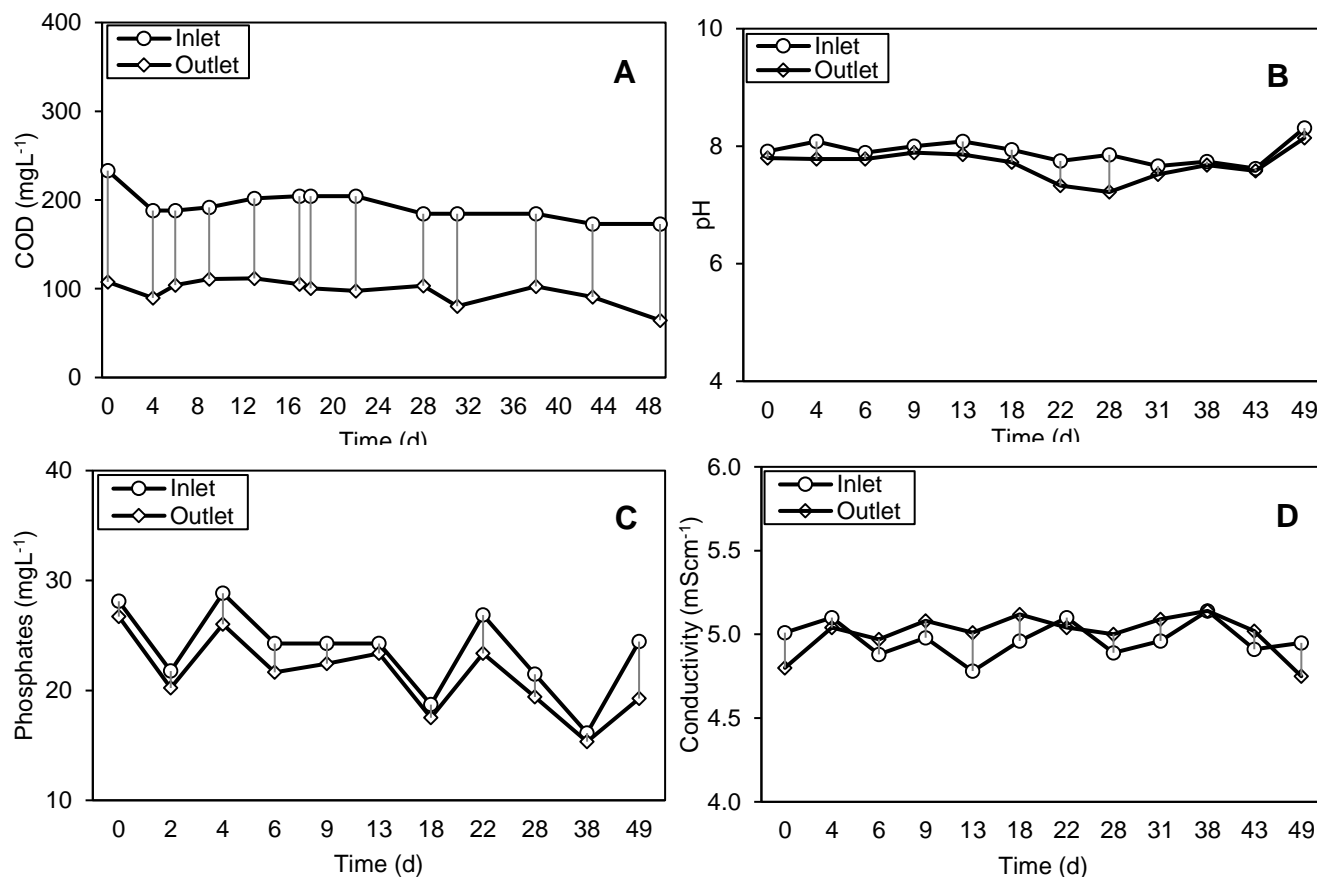 400
300
200
100
0
COD (mgL-1)
Inlet
Outlet
A
0 4 8 12 16 20 24 28 32 36 40 44 48
Time (d)
10
8
6
4
pH
Inlet
Outlet
B
0 4 6 9 13 18 22 28 31 38 43 49
Time (d)
40
30
20
10
Phosphates (mgL-1)
Inlet
Outlet
C
0 2 4 6 9 13 18 22 28 38 49
Time (d)
6.0
5.5
5.0
4.5
4.0
Conductivity (mScm-1)
Inlet
Outlet
D
0 4 6 9 13 18 22 28 31 38 43 49
Time (d)